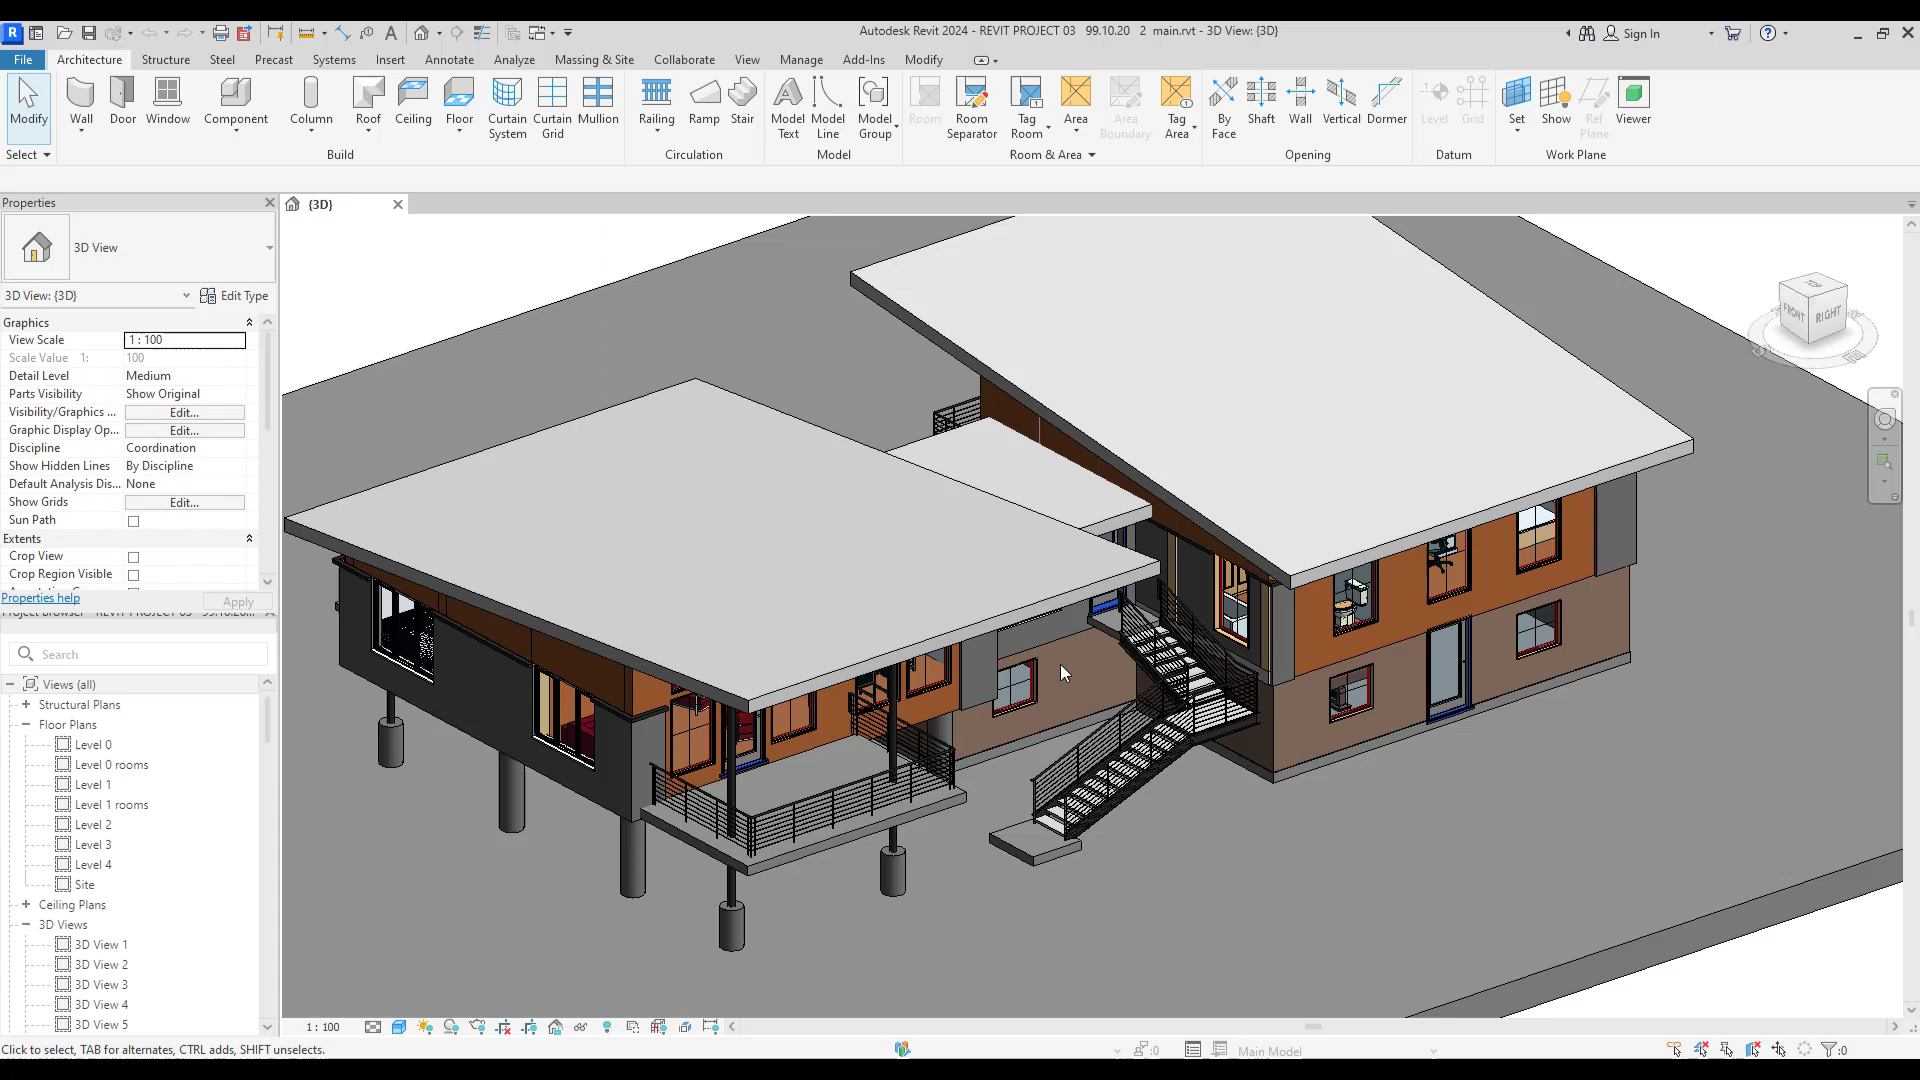 R
Autodesk Revit 2024 - REVIT PROJECT 03   99.10.20   2  main.rvt - 3D View: {3D}
Sign In
File Architecture Structure Steel Precast Systems Insert Annotate Analyze Massing & Site Collaborate View Manage Add-Ins Modify
Modify Wall Door Window Component Column Roof Ceiling Floor Curtain System Curtain Grid Mullion Railing Ramp Stair Model Text Model Line Model Group Room Room Separator Tag Room Area Area Boundary Tag Area By Face Shaft Wall Vertical Dormer Level Grid Set Show Ref Plane Viewer
Select Build Circulation Model Room & Area Opening Datum Work Plane
Properties
{3D}
3D View
3D View: {3D} Edit Type
Graphics
View Scale 1 : 100
Scale Value 1: 100
Detail Level Medium
Parts Visibility Show Original
Visibility/Graphics ... Edit...
Graphic Display Op... Edit...
Discipline Coordination
Show Hidden Lines By Discipline
Default Analysis Dis... None
Show Grids Edit...
Sun Path
Extents
Crop View
Crop Region Visible
Properties help Apply
Project Browser - REVIT PROJECT 03   99.10.20...
Search
Views (all)
Structural Plans
Floor Plans
Level 0
Level 0 rooms
Level 1
Level 1 rooms
Level 2
Level 3
Level 4
Site
Ceiling Plans
3D Views
3D View 1
3D View 2
3D View 3
3D View 4
3D View 5
TOP
FRONT RIGHT
1 : 100
Click to select, TAB for alternates, CTRL adds, SHIFT unselects.
:0
Main Model
:0